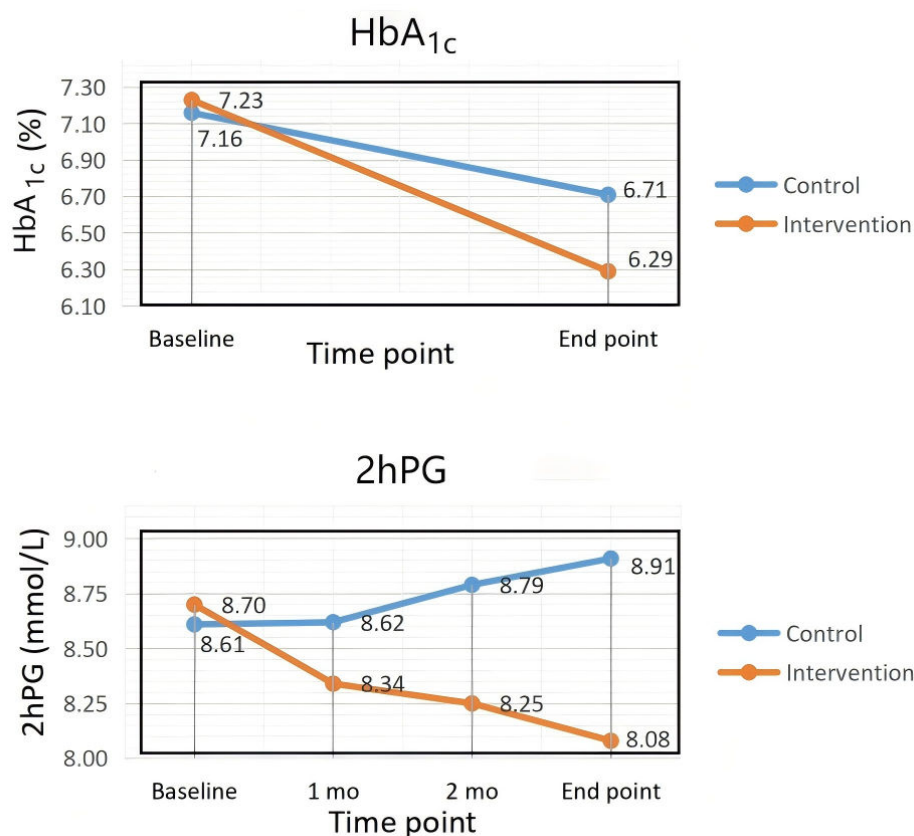 HbA1c
HbA1c (%)
7.30
7.10
6.90
6.70
6.50
6.30
6.10
7.23
7.16
6.71
6.29
Baseline
End point
Time point
Control
Intervention
2hPG
2hPG (mmol/L)
9.00
8.75
8.50
8.25
8.00
8.70
8.61
8.62
8.34
8.79
8.25
8.91
8.08
Baseline
1 mo
2 mo
End point
Time point
Control
Intervention